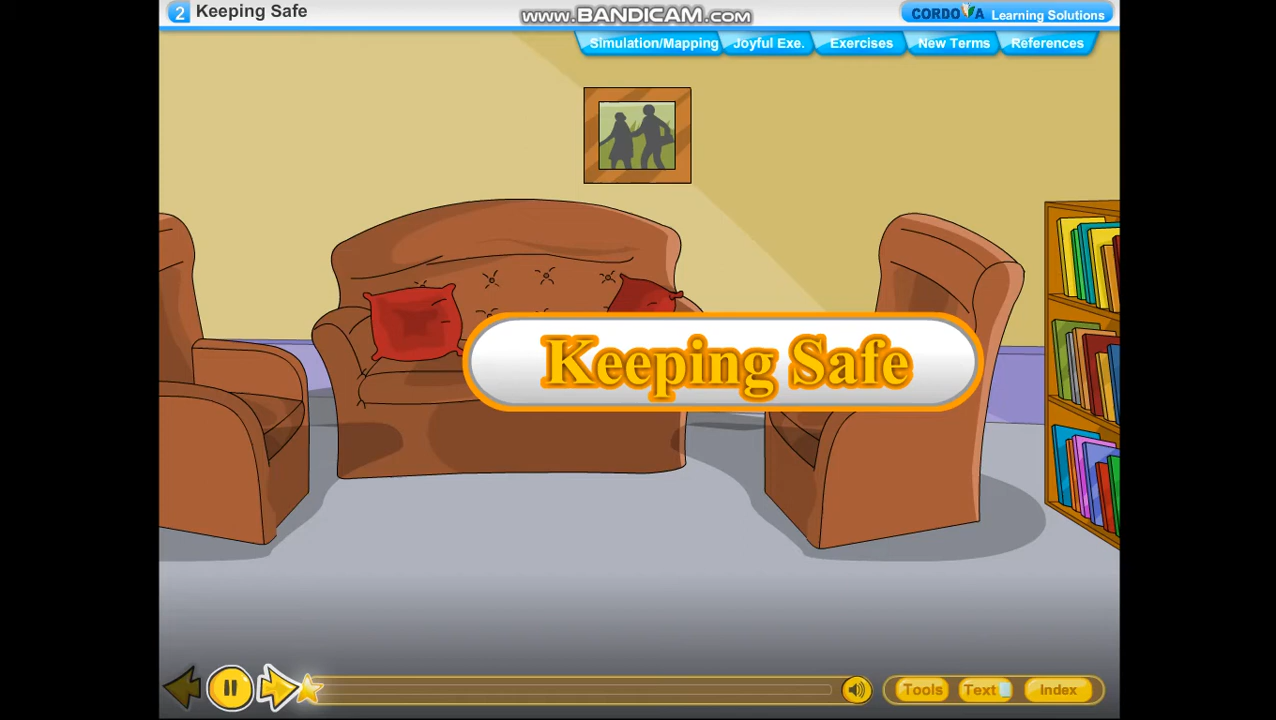 2 Keeping Safe
www.BANDICAM.com
CORDOVA Learning Solutions
Simulation/Mapping
Joyful Exe.
Exercises
New Terms
References
Keeping Safe
Tools
Text
Index